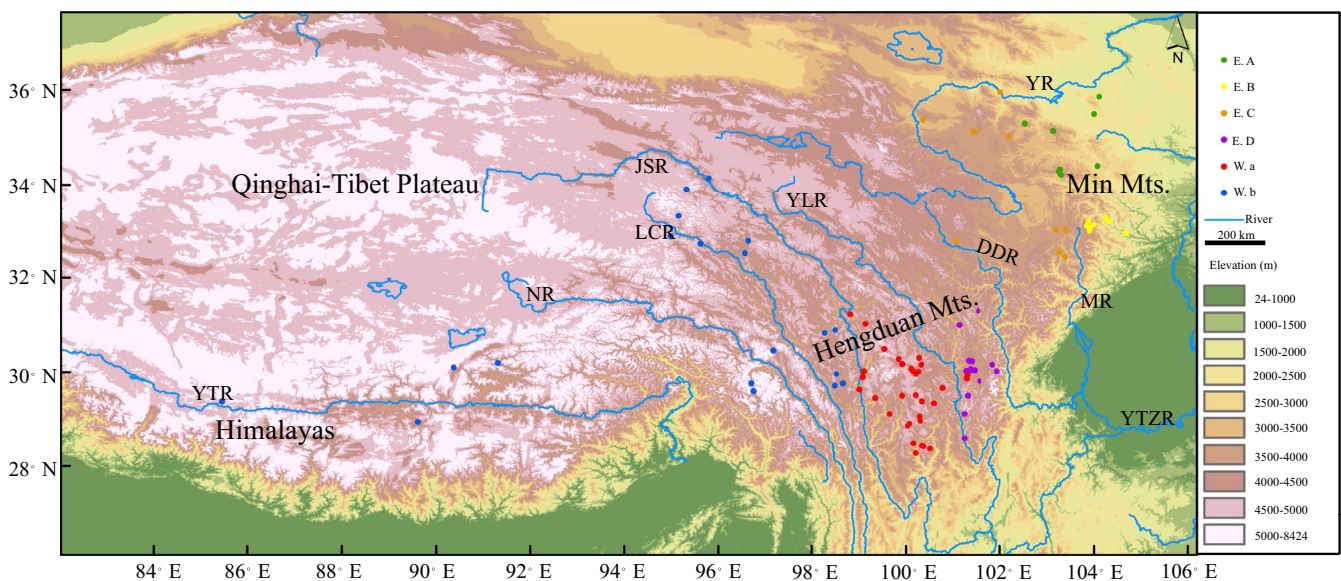 36° N
34° N
32° N
30° N
28° N
YR
JSR
Qinghai-Tibet Plateau
YLR
Min Mts.
LCR
DDR
NR
MR
Hengduan Mts.
YTR
Himalayas
YTZR
84° E
86° E
88° E
90° E
92° E
94° E
96° E
98° E
100° E
102° E
104° E
106° E
N
E. A
E. B
E. C
E. D
W. a
W. b
River
200 km
Elevation (m)
24-1000
1000-1500
1500-2000
2000-2500
2500-3000
3000-3500
3500-4000
4000-4500
4500-5000
5000-8424